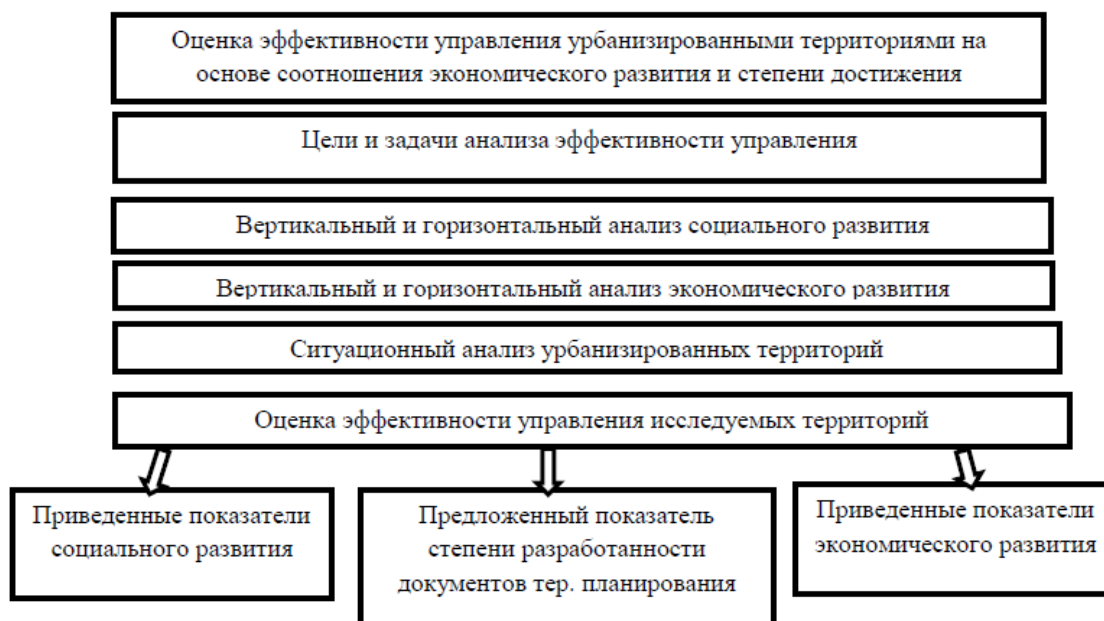 Оценка эффективности управления урбанизированными территориями на
основе соотношения экономического развития и степени достижения
Цели и задачи анализа эффективности управления
Вертикальный и горизонтальный анализ социального развития
Вертикальный и горизонтальный анализ экономического развития
Ситуационный анализ урбанизированных территорий
Оценка эффективности управления исследуемых территорий
Приведенные показатели
социального развития
Предложенный показатель
степени разработанности
документов тер. планирования
Приведенные показатели
экономического развития